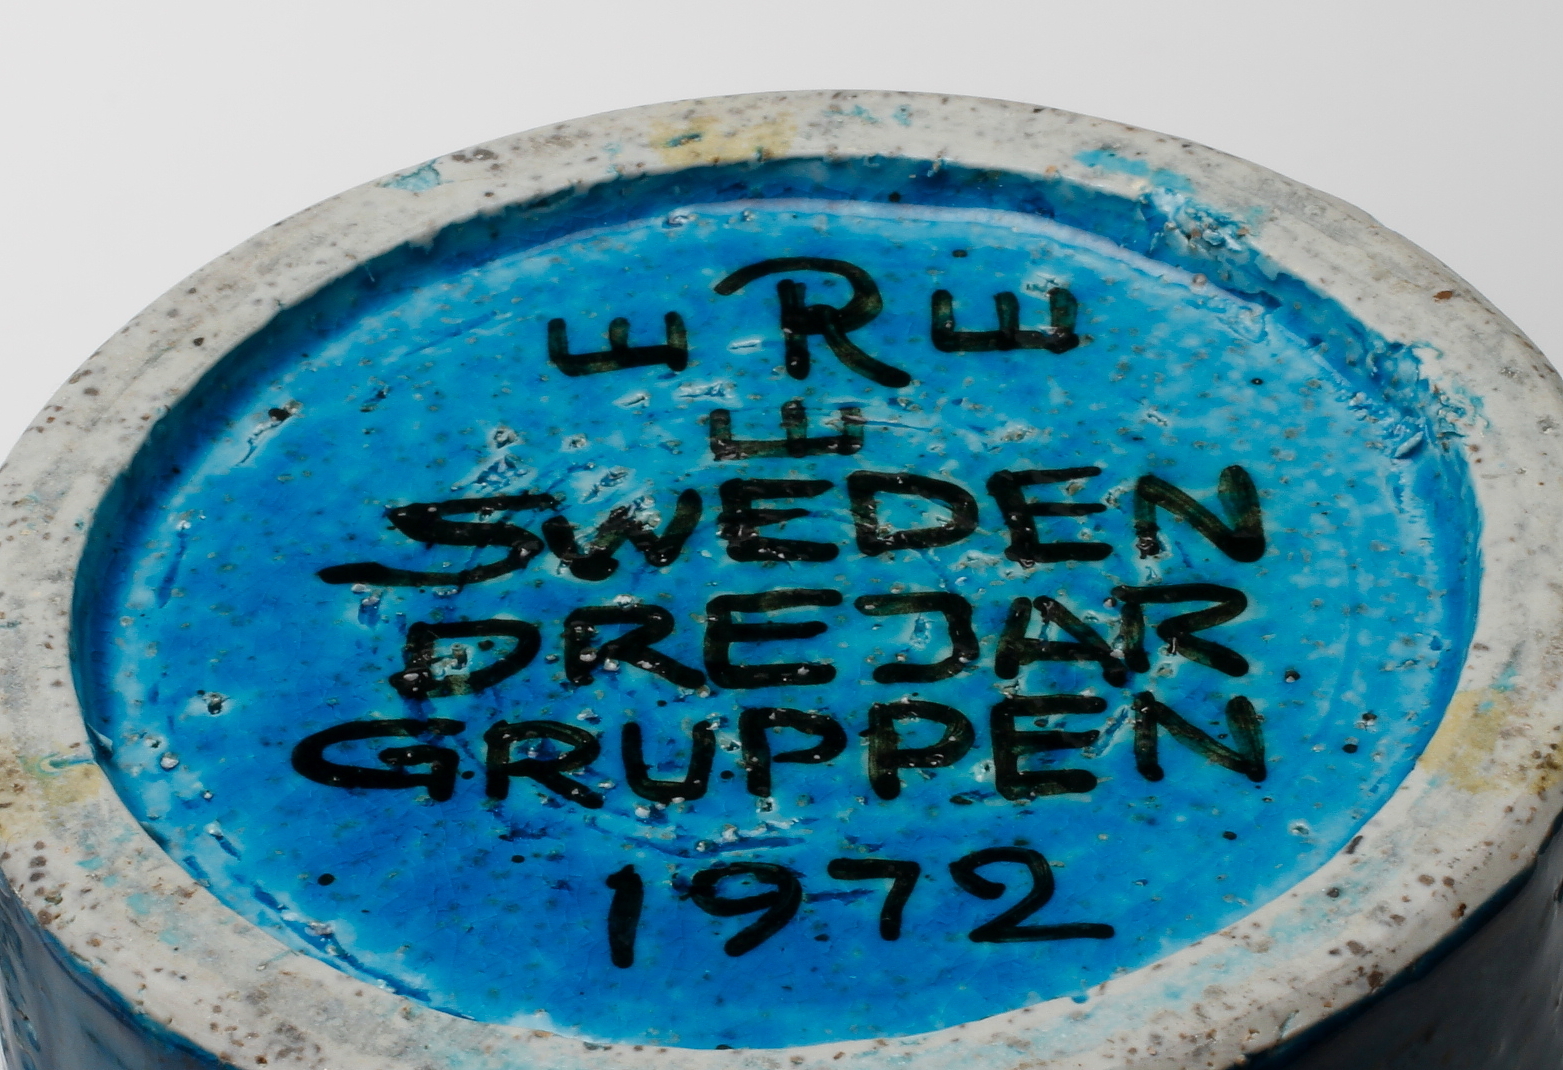 R
SWEDEN
DREJAR
GRUPPEN
1972